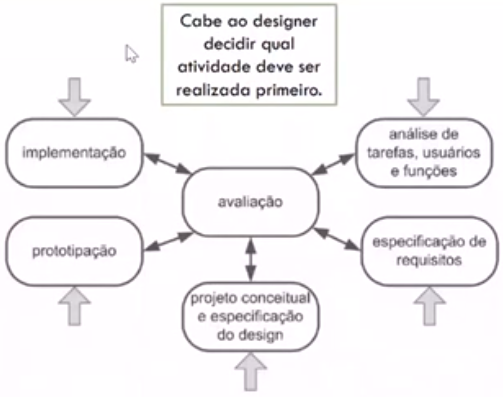 Cabe ao designer
decidir qual
atividade deve ser
realizada primeiro.
implementação
análise de
tarefas, usuários
e funções
avaliação
prototipação
especificação de
requisitos
projeto conceitual
e especificação
do design